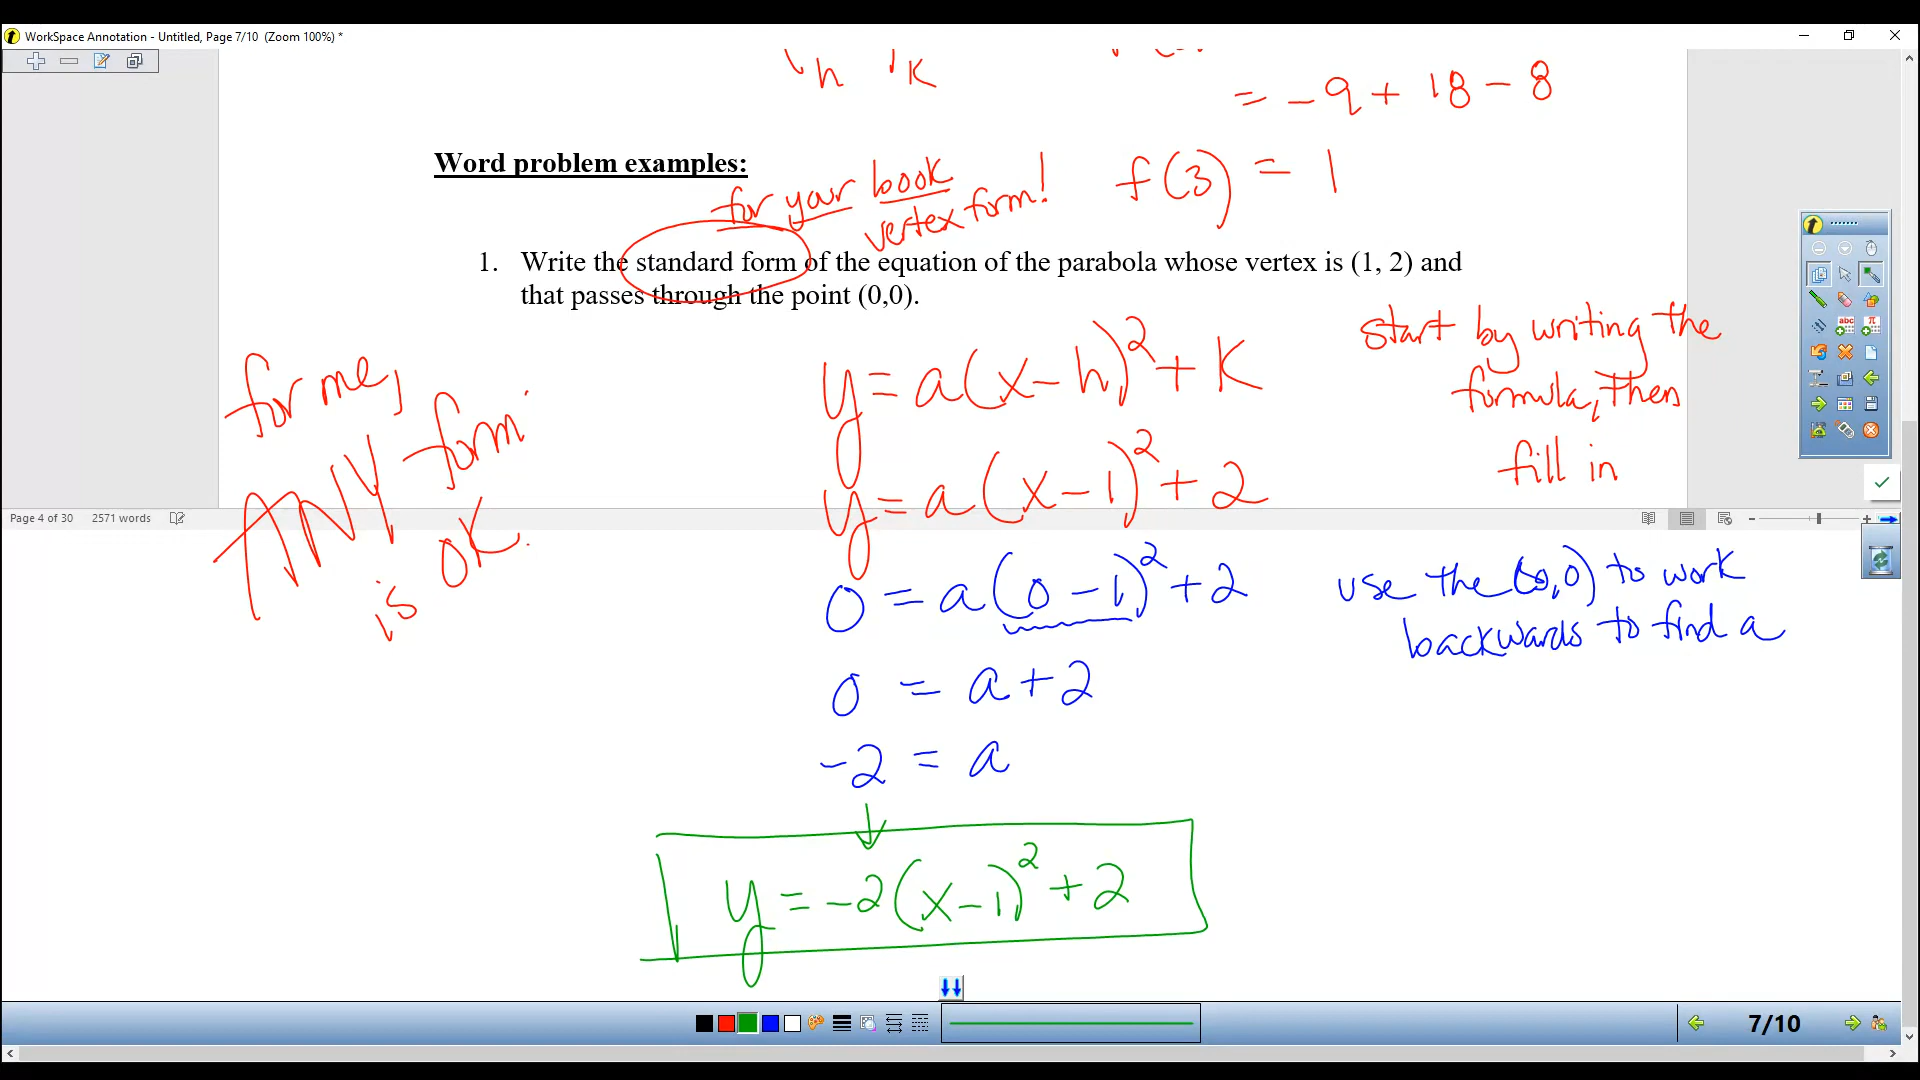 WorkSpace Annotation - Untitled, Page 7/10 (Zoom 100%) *
h K
= -9 + 18 - 8
Word problem examples:
for your book
vertex form!
f(3) = 1
1. Write the standard form of the equation of the parabola whose vertex is (1, 2) and
that passes through the point (0,0).
for me,
ANY form
is OK.
y = a(x-h)² + K
start by writing the
formula, then
fill in
y = a(x-1)² + 2
Page 4 of 30 2571 words
0 = a(0-1)² + 2
use the (0,0) to work
backwards to find a
0 = a + 2
-2 = a
y = -2(x-1)² + 2
7/10